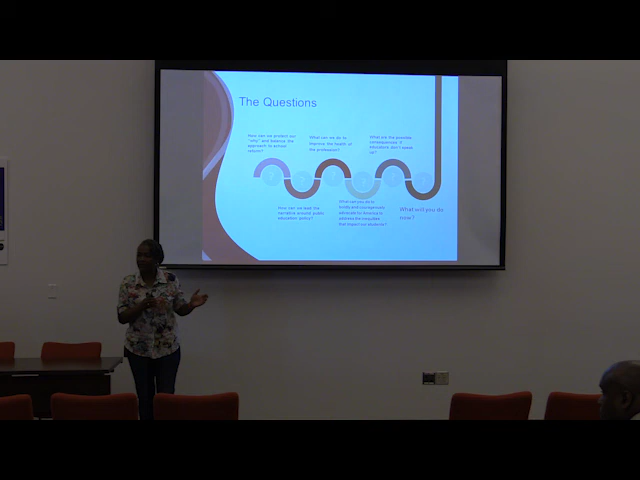 The Questions
How can we protect our
"why" and balance the
approach to school
reform?
What can we do to
improve the health of
the profession?
What are the possible
consequences if
Educators don't speak
up?
How can we lead the
narrative around public
education policy?
What can you do to
boldly and courageously
advocate for America to
address the inequities
that impact our students?
What will you do
now?